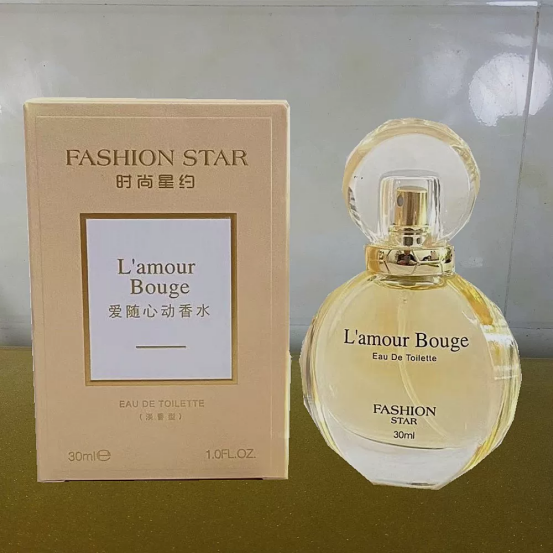 FASHION STAR
时尚星约
L'amour
Bouge
爱随心动香水
EAU DE TOILETTE
(淡香型)
30ml℮
1.0FL.OZ.
L'amour Bouge
Eau De Toilette
FASHION
STAR
30ml